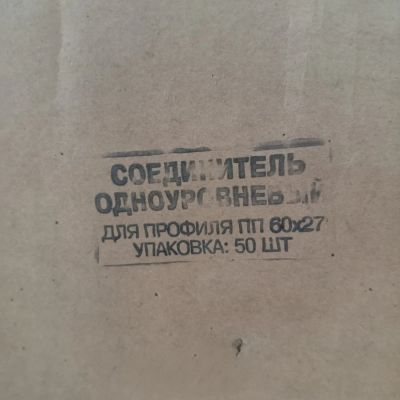 СОЕДИНИТЕЛЬ
ОДНОУРОВНЕВЫЙ
ДЛЯ ПРОФИЛЯ ПП 60х27
УПАКОВКА: 50 ШТ